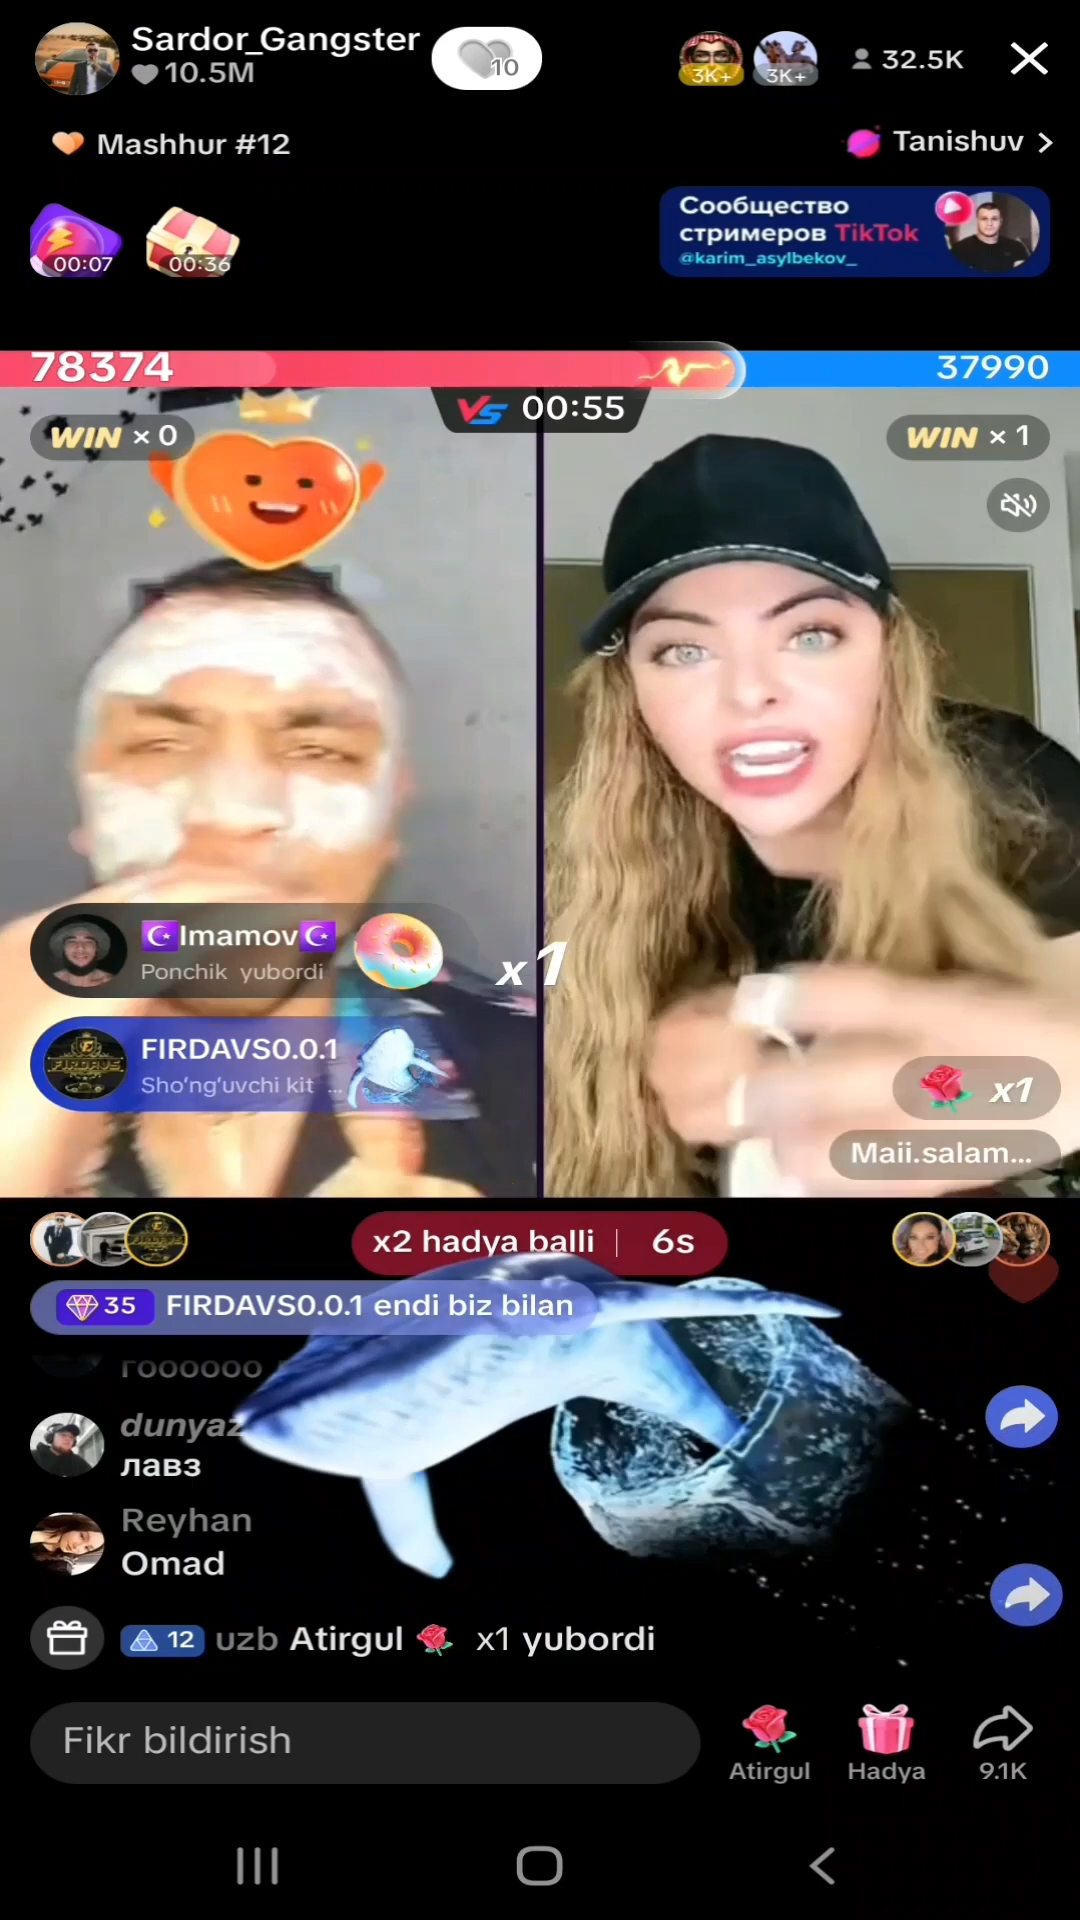 Sardor_Gangster
10.5M
10
3K+
3K+
32.5K
Mashhur #12
Tanishuv
00:07
00:36
Сообщество
стримеров TikTok
@karim_asylbekov_
78374
37990
VS 00:55
WIN × 0
WIN × 1
☪Imamov☪
Ponchik yubordi
x1
FIRDAVS0.0.1
Sho'ng'uvchi kit ...
FIRDAVS
x1
Maii.salam...
x2 hadya balli | 6s
35 FIRDAVS0.0.1 endi biz bilan
dunyaz
лавз
Reyhan
Omad
12 uzb Atirgul x1 yubordi
Fikr bildirish
Atirgul
Hadya
9.1K